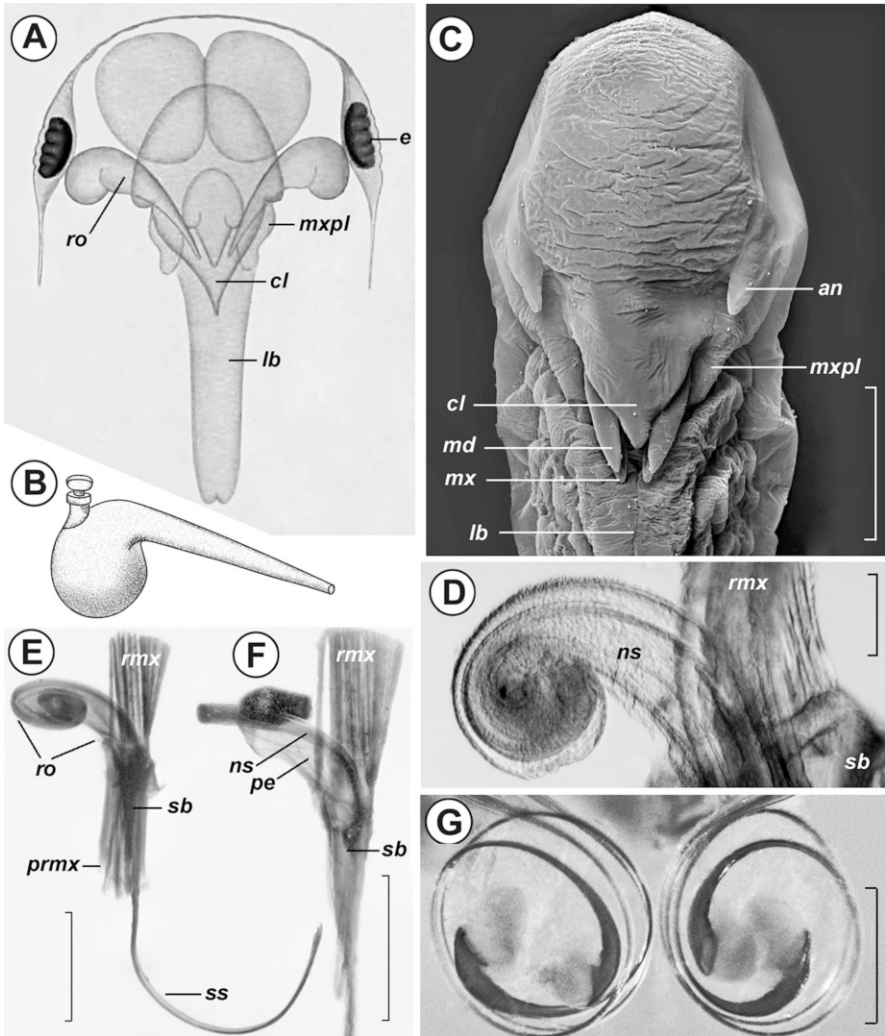 A
e
ro
mxpl
cl
lb
B
C
an
mxpl
cl
md
mx
lb
D
rmx
ns
sb
E
rmx
ro
sb
prmx
ss
F
rmx
ns
pe
sb
G